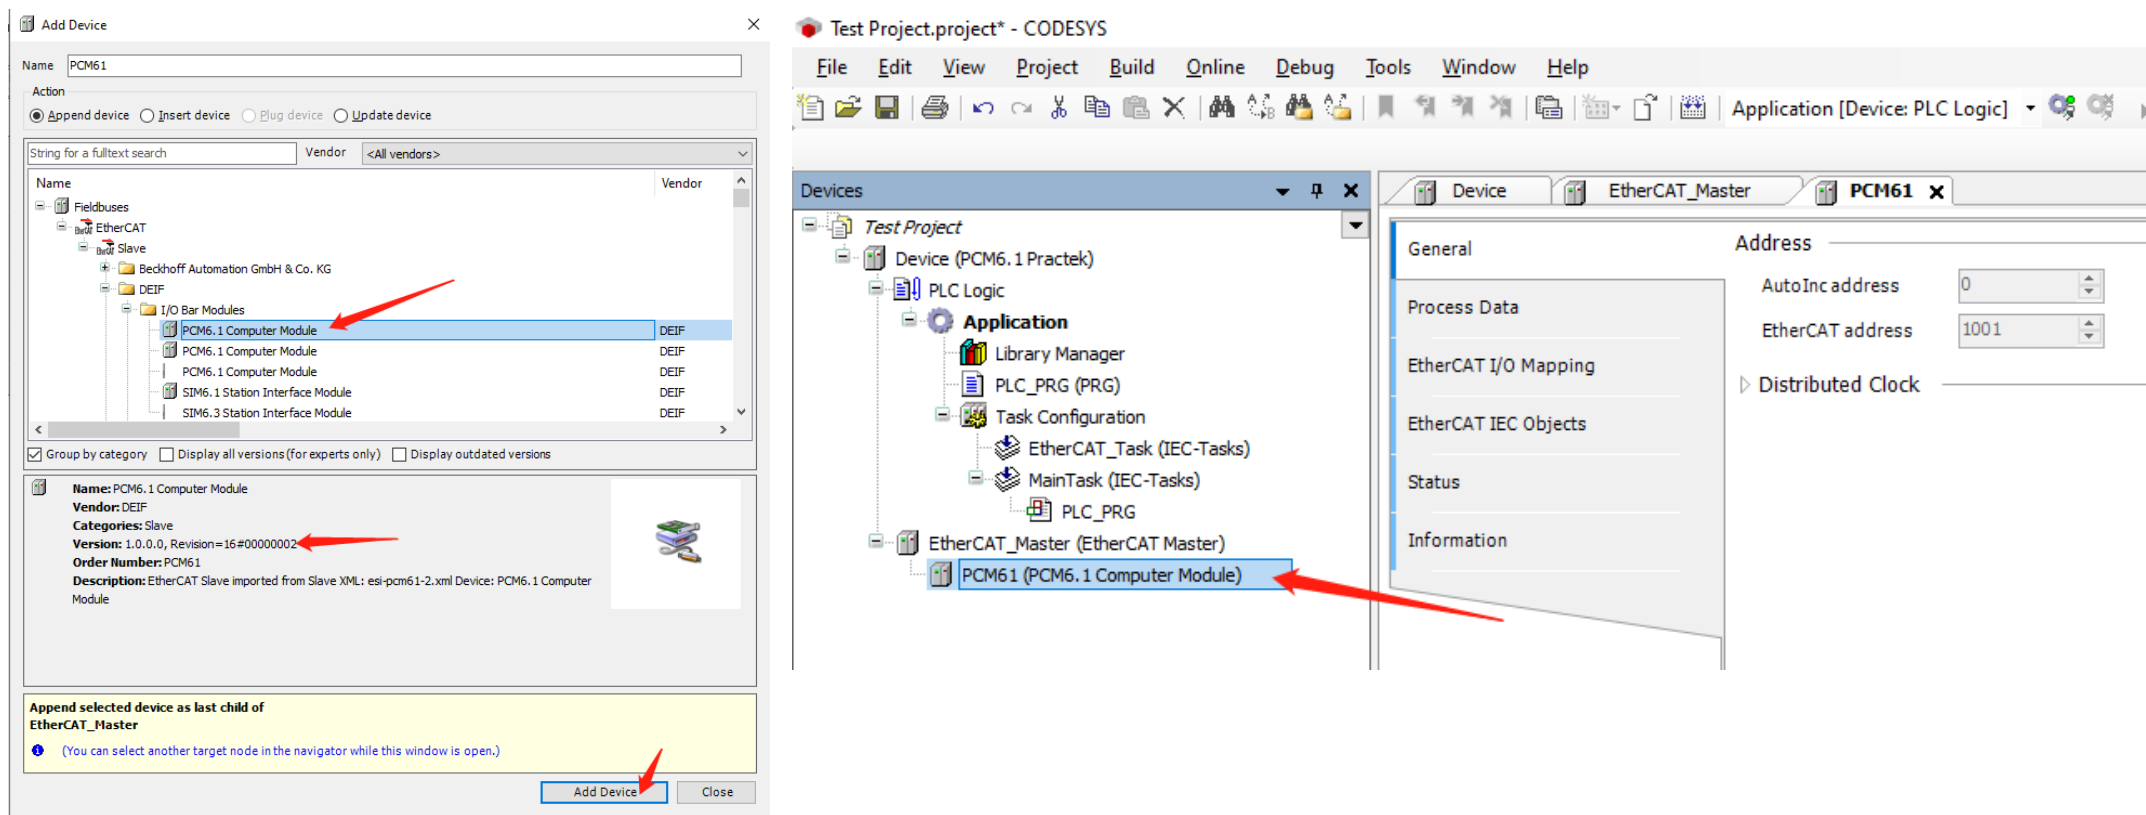 Add Device
Name PCM61
Action
Append device Insert device Plug device Update device
String for a fulltext search Vendor <All vendors>
Name Vendor
Fieldbuses
EtherCAT EtherCAT
EtherCAT Slave
Beckhoff Automation GmbH & Co. KG
DEIF
I/O Bar Modules
PCM6.1 Computer Module DEIF
PCM6.1 Computer Module DEIF
PCM6.1 Computer Module DEIF
SIM6.1 Station Interface Module DEIF
SIM6.3 Station Interface Module DEIF
Group by category Display all versions (for experts only) Display outdated versions
Name: PCM6.1 Computer Module
Vendor: DEIF
Categories: Slave
Version: 1.0.0.0, Revision=16#00000002
Order Number: PCM61
Description: EtherCAT Slave imported from Slave XML: esi-pcm61-2.xml Device: PCM6.1 Computer
Module
Append selected device as last child of
EtherCAT_Master
(You can select another target node in the navigator while this window is open.)
Add Device Close
Test Project.project* - CODESYS
File Edit View Project Build Online Debug Tools Window Help
Application [Device: PLC Logic]
Devices
Test Project
Device (PCM6.1 Practek)
PLC Logic
Application
Library Manager
PLC_PRG (PRG)
Task Configuration
EtherCAT_Task (IEC-Tasks)
MainTask (IEC-Tasks)
PLC_PRG
EtherCAT_Master (EtherCAT Master)
PCM61 (PCM6.1 Computer Module)
Device EtherCAT_Master PCM61
General
Process Data
EtherCAT I/O Mapping
EtherCAT IEC Objects
Status
Information
Address
AutoInc address 0
EtherCAT address 1001
Distributed Clock